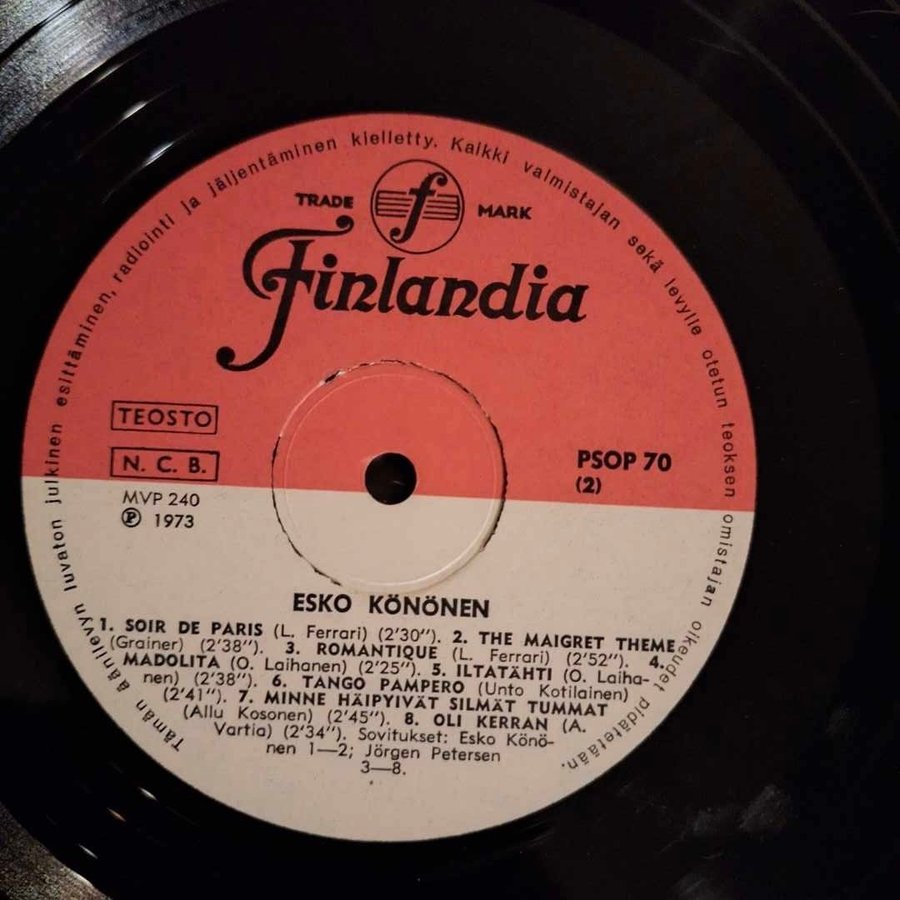 Tämän äänilevyn luvaton julkinen esittäminen, radiointi ja jäljentäminen kielletty. Kaikki valmistajan sekä levylle otetun teoksen omistajan oikeudet pidätetään.
TRADE f MARK
Finlandia
TEOSTO
N. C. B.
MVP 240
Ⓟ 1973
PSOP 70
(2)
ESKO KÖNÖNEN
1. SOIR DE PARIS (L. Ferrari) (2'30"). 2. THE MAIGRET THEME
(Grainer) (2'38"). 3. ROMANTIQUE (L. Ferrari) (2'52"). 4.
MADOLITA (O. Laihanen) (2'25"). 5. ILTATÄHTI (O. Laiha-
nen) (2'38"). 6. TANGO PAMPERO (Unto Kotilainen)
(2'41"). 7. MINNE HÄIPYIVÄT SILMÄT TUMMAT
(Allu Kosonen) (2'45"). 8. OLI KERRAN (A.
Vartia) (2'34"). Sovitukset: Esko Könö-
nen 1—2; Jörgen Petersen
3—8.